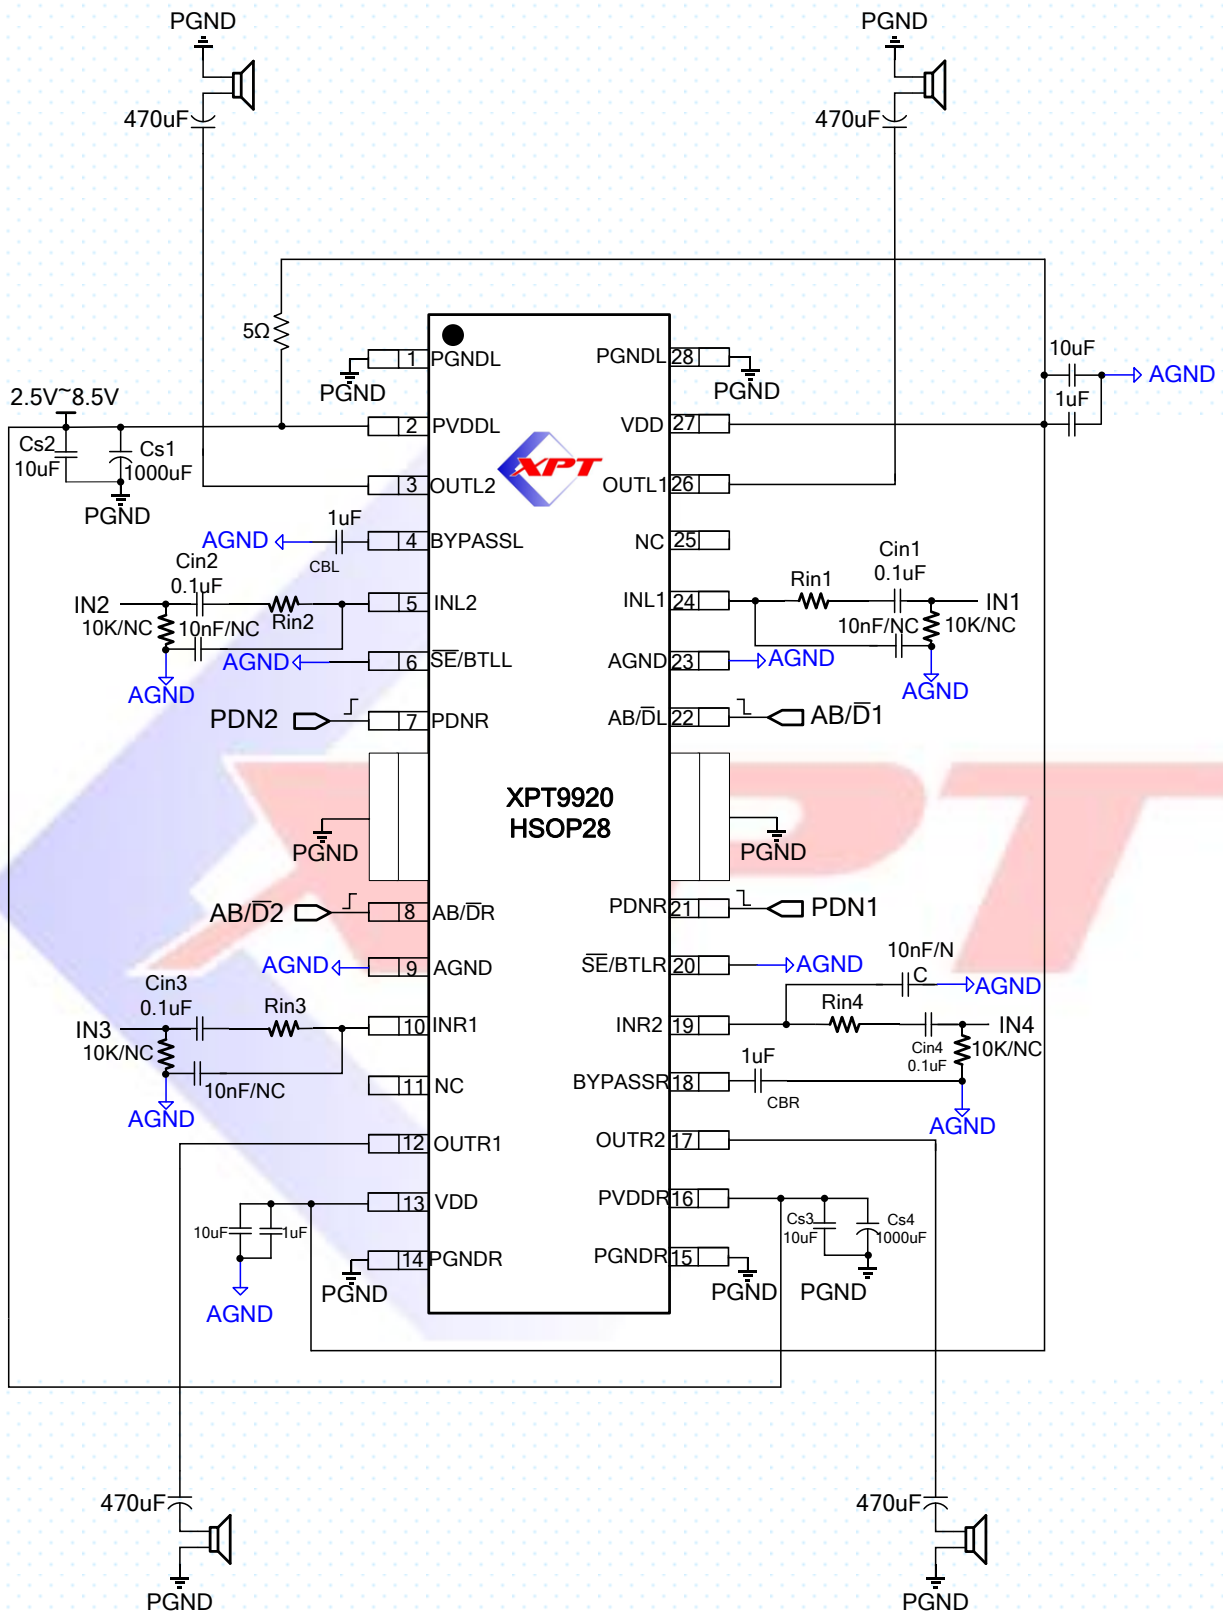 PGND
PGND
470uF
470uF
5Ω
1
PGNDL
PGND
PGNDL
28
PGND
10uF
AGND
1uF
2.5V~8.5V
Cs2
10uF
Cs1
1000uF
PGND
2
PVDDL
VDD
27
XPT
3
OUTL2
OUTL1
26
1uF
AGND
CBL
4
BYPASSL
NC
25
Cin2
0.1uF
IN2
10K/NC
10nF/NC
Rin2
AGND
5
INL2
INL1
24
Rin1
Cin1
0.1uF
IN1
10nF/NC
10K/NC
AGND
AGND
6
S̅E̅/BTLL
AGND
23
AGND
PDN2
7
PDNR
AB/D̅L
22
AB/D̅1
XPT9920
HSOP28
PGND
PGND
XPT
AB/D̅2
8
AB/D̅R
PDNR
21
PDN1
AGND
9
AGND
S̅E̅/BTLR
20
AGND
10nF/N
C
AGND
Cin3
0.1uF
Rin3
IN3
10K/NC
10nF/NC
AGND
10
INR1
INR2
19
Rin4
Cin4
0.1uF
IN4
10K/NC
11
NC
BYPASSR
18
1uF
CBR
AGND
12
OUTR1
OUTR2
17
10uF
1uF
AGND
13
VDD
PVDDR
16
Cs3
10uF
Cs4
1000uF
PGND
14
PGNDR
PGND
PGNDR
15
PGND
470uF
470uF
PGND
PGND